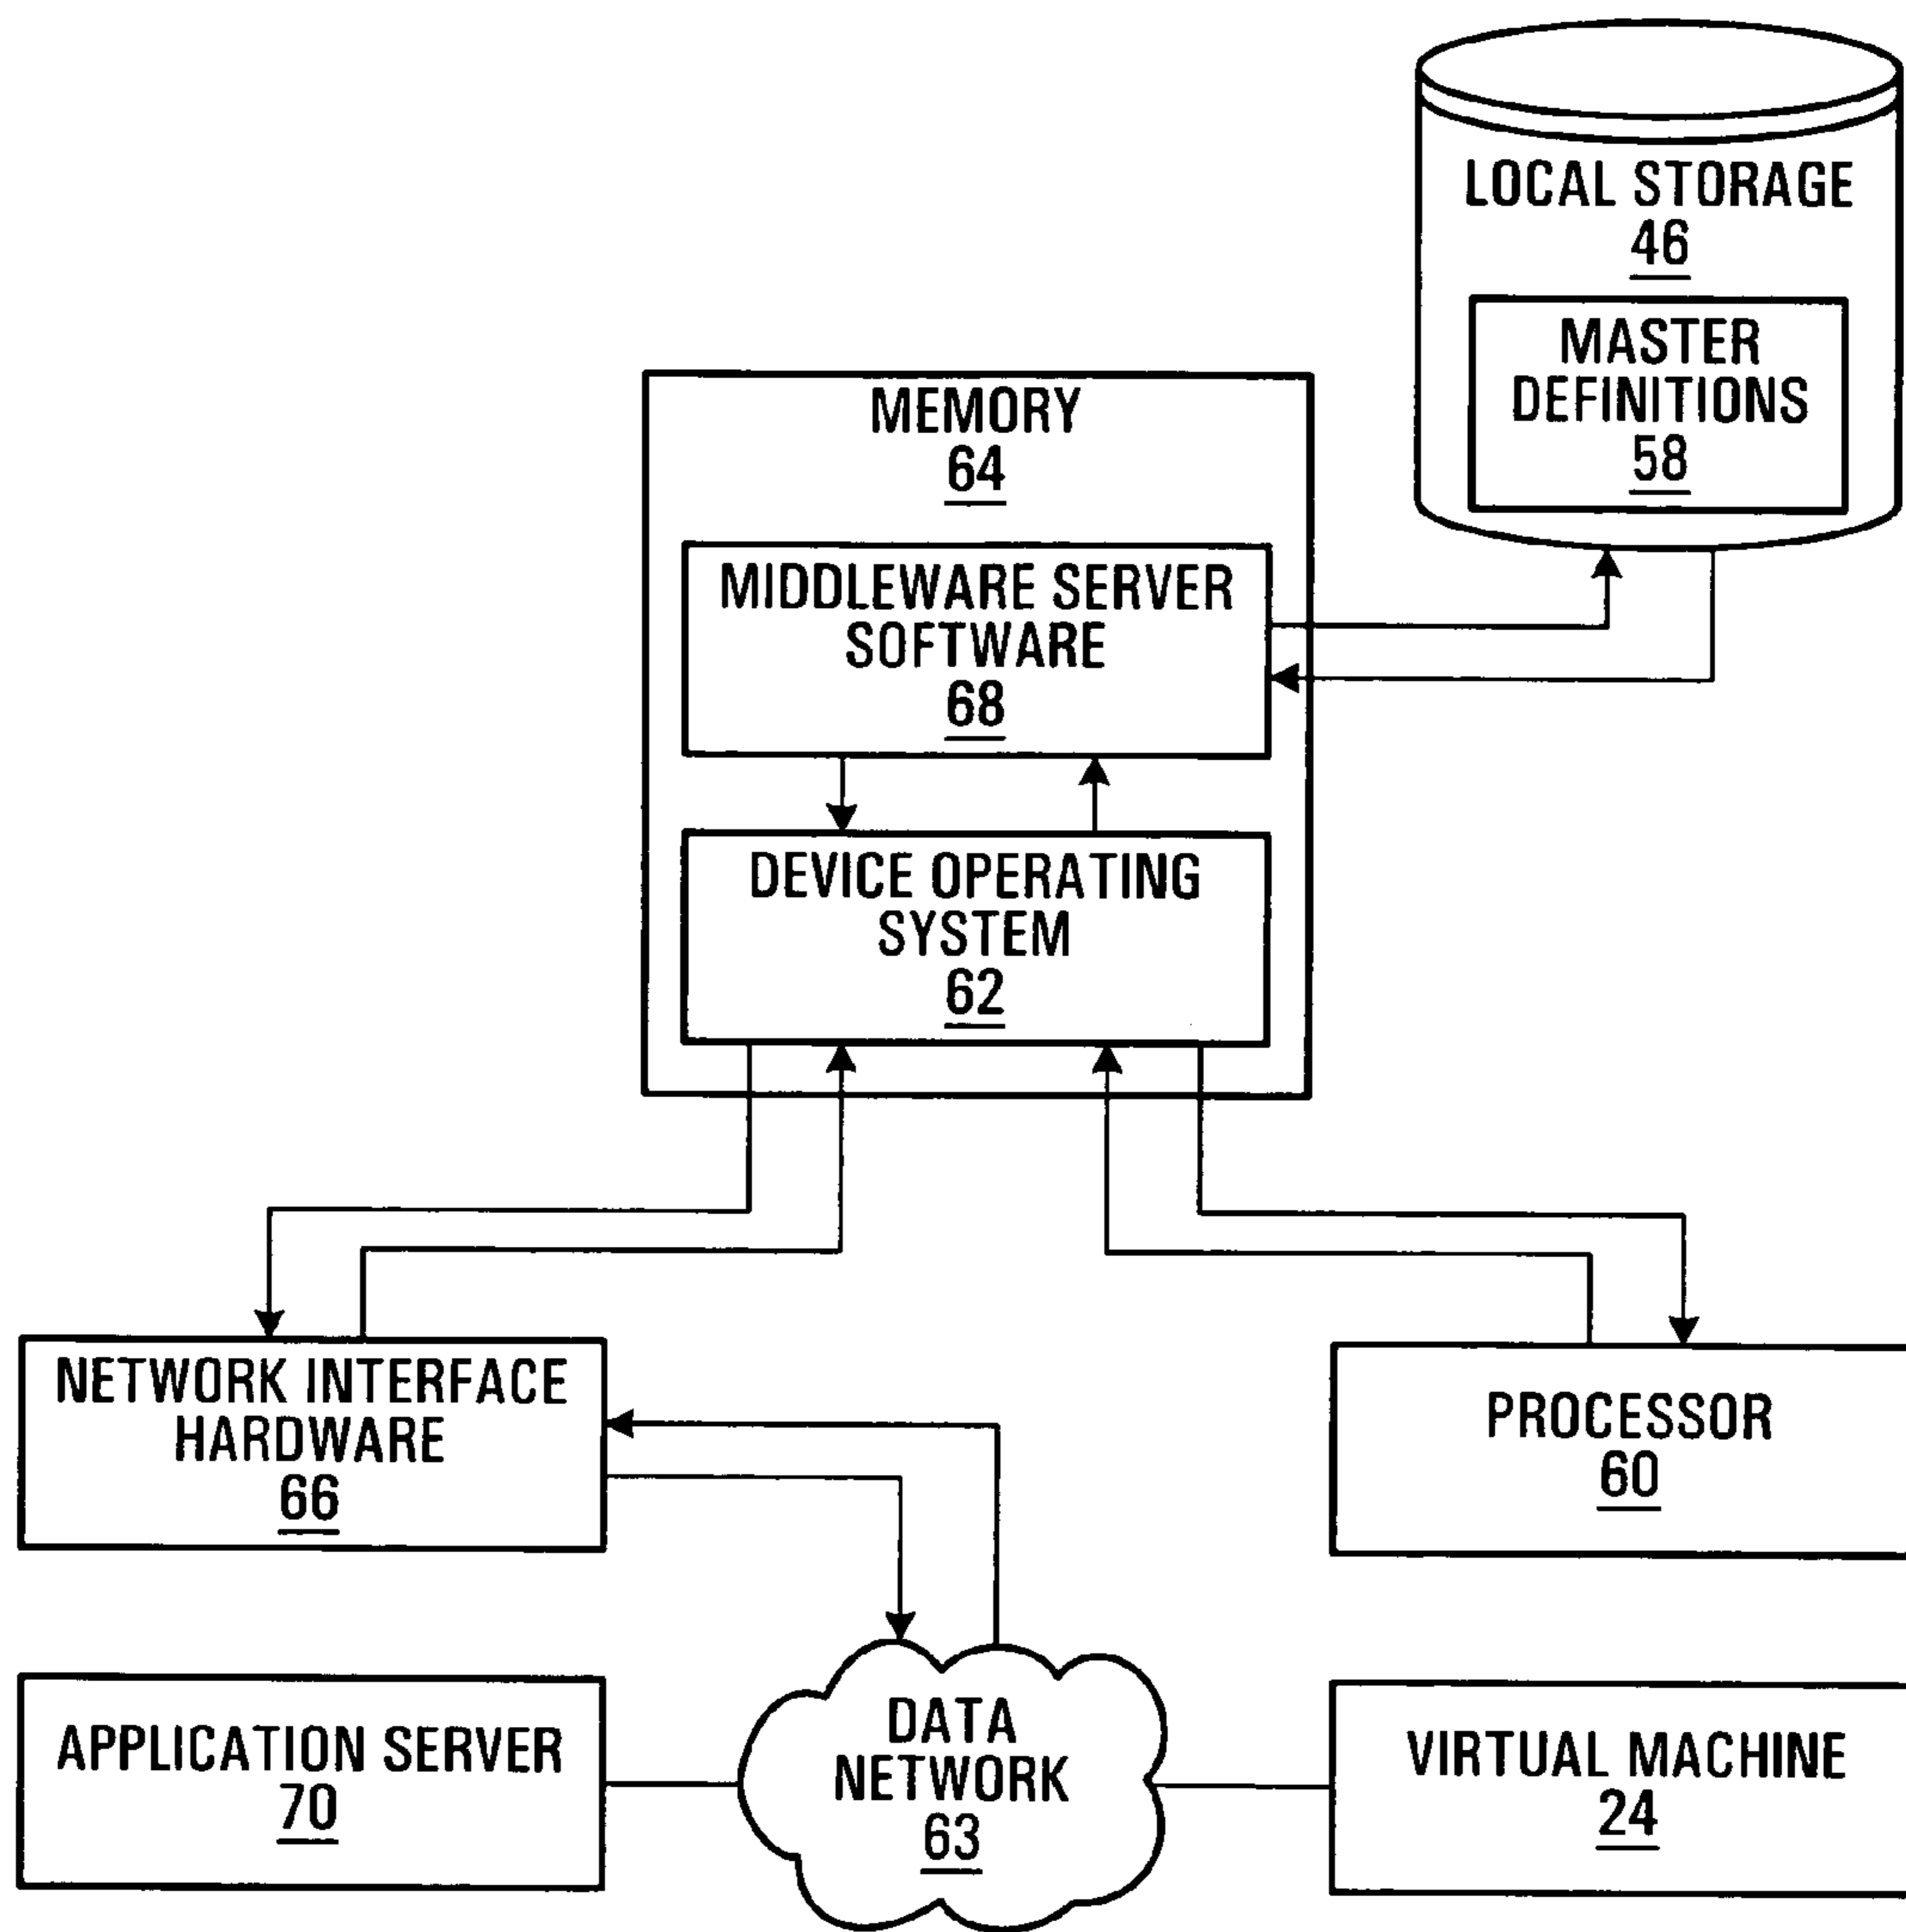 LOCAL STORAGE
46
MASTER
DEFINITIONS
58
MEMORY
64
MIDDLEWARE SERVER
SOFTWARE
68
DEVICE OPERATING
SYSTEM
62
NETWORK INTERFACE
HARDWARE
66
PROCESSOR
60
APPLICATION SERVER
70
DATA
NETWORK
63
VIRTUAL MACHINE
24